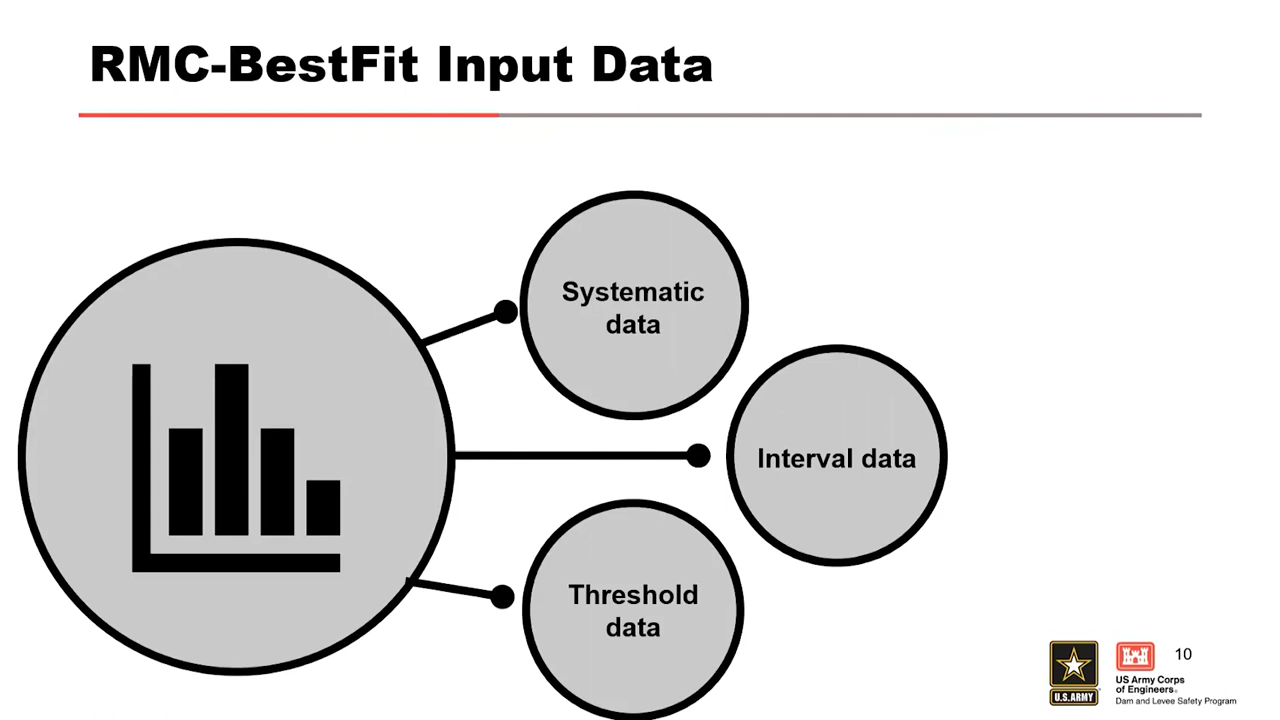 RMC-BestFit Input Data
Systematic
data
Interval data
Threshold
data
U.S.ARMY
US Army Corps
of Engineers®
Dam and Levee Safety Program
10